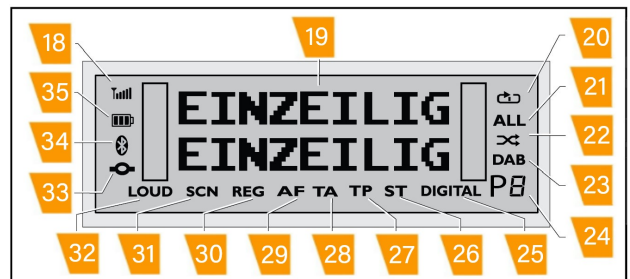 18 19 20
35 EINZEILIG ALL 21
34 EINZEILIG 22
33 DAB 23
LOUD SCN REG AF TA TP ST DIGITAL P8 24
32 31 30 29 28 27 26 25